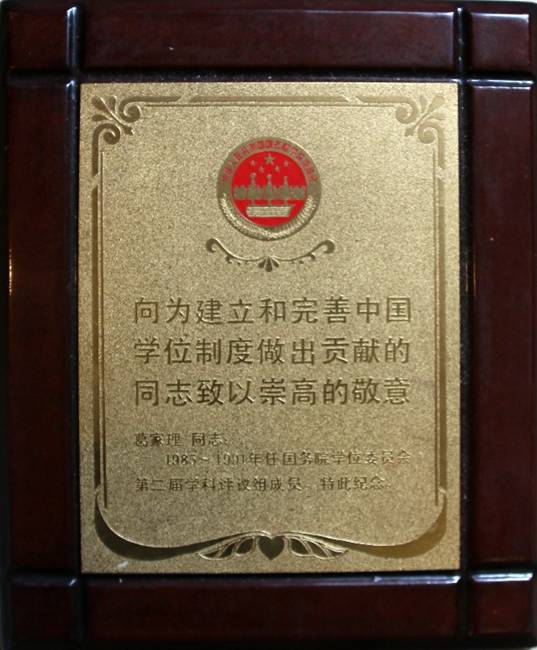 向为建立和完善中国
学位制度做出贡献的
同志致以崇高的敬意
葛家理 同志:
1985－1991年任国务院学位委员会
第二届学科评议组成员，特此纪念。